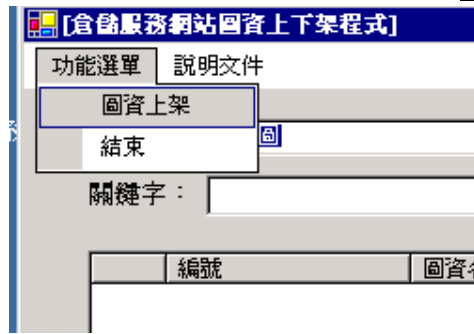 [倉儲服務網站圖資上下架程式]
功能選單 說明文件
圖資上架
圖
結束
關鍵字：
編號 圖資